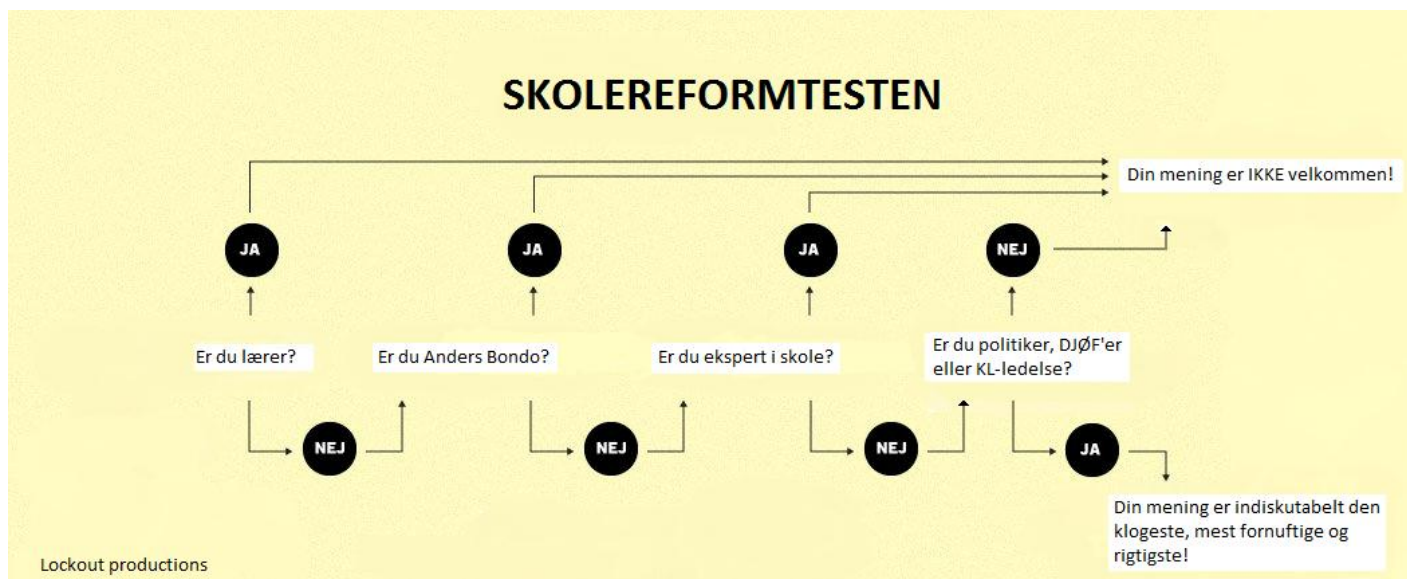 SKOLEREFORMTESTEN
Din mening er IKKE velkommen!
JA
JA
JA
NEJ
Er du lærer?
Er du Anders Bondo?
Er du ekspert i skole?
Er du politiker, DJØF'er
eller KL-ledelse?
NEJ
NEJ
NEJ
JA
Din mening er indiskutabelt den
klogeste, mest fornuftige og
rigtigste!
Lockout productions